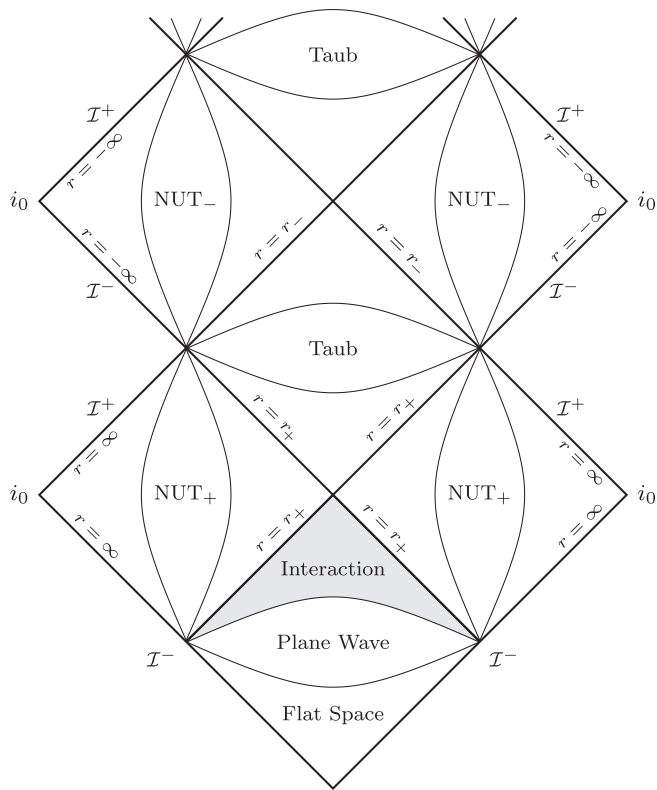 Taub
ℐ⁺ ℐ⁺
r = −∞ r = −∞
i₀ NUT₋ NUT₋ i₀
r = −∞ r = r₋ r = r₋ r = −∞
ℐ⁻ ℐ⁻
Taub
ℐ⁺ r = r₊ r = r₊ ℐ⁺
r = ∞ r = ∞
i₀ NUT₊ NUT₊ i₀
r = ∞ r = r₊ r = r₊ r = ∞
Interaction
Plane Wave
ℐ⁻ ℐ⁻
Flat Space